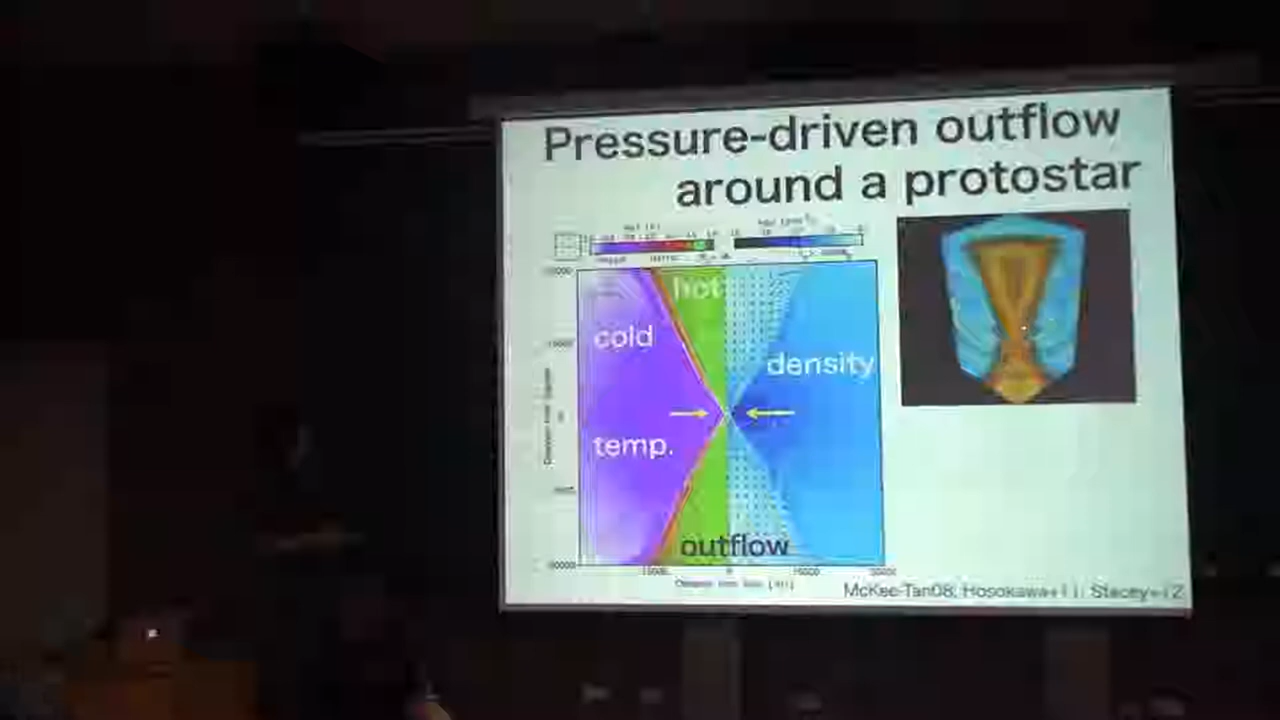 Pressure-driven outflow
around a protostar
hot
cold
density
temp.
outflow
McKee-Tan08, Hosokawa+11, Stacey+12